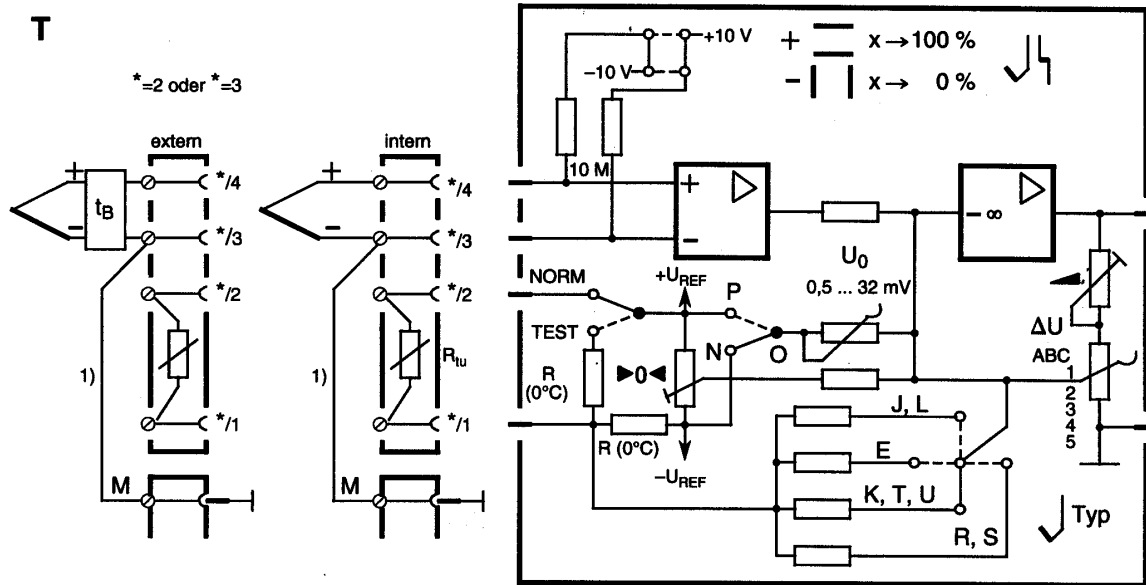 T
*=2 oder *=3
extern
intern
+
–
t_B
*/4
*/3
*/2
*/1
1)
M
+
–
*/4
*/3
*/2
R_tu
*/1
1)
M
+10 V
–10 V
10 M
+ x → 100 %
– x → 0 %
+
–
– ∞
U_0
0,5 ... 32 mV
NORM
TEST
+U_REF
P
N
O
R
(0°C)
0
R (0°C)
–U_REF
ΔU
ABC
1
2
3
4
5
J, L
E
K, T, U
R, S
Typ